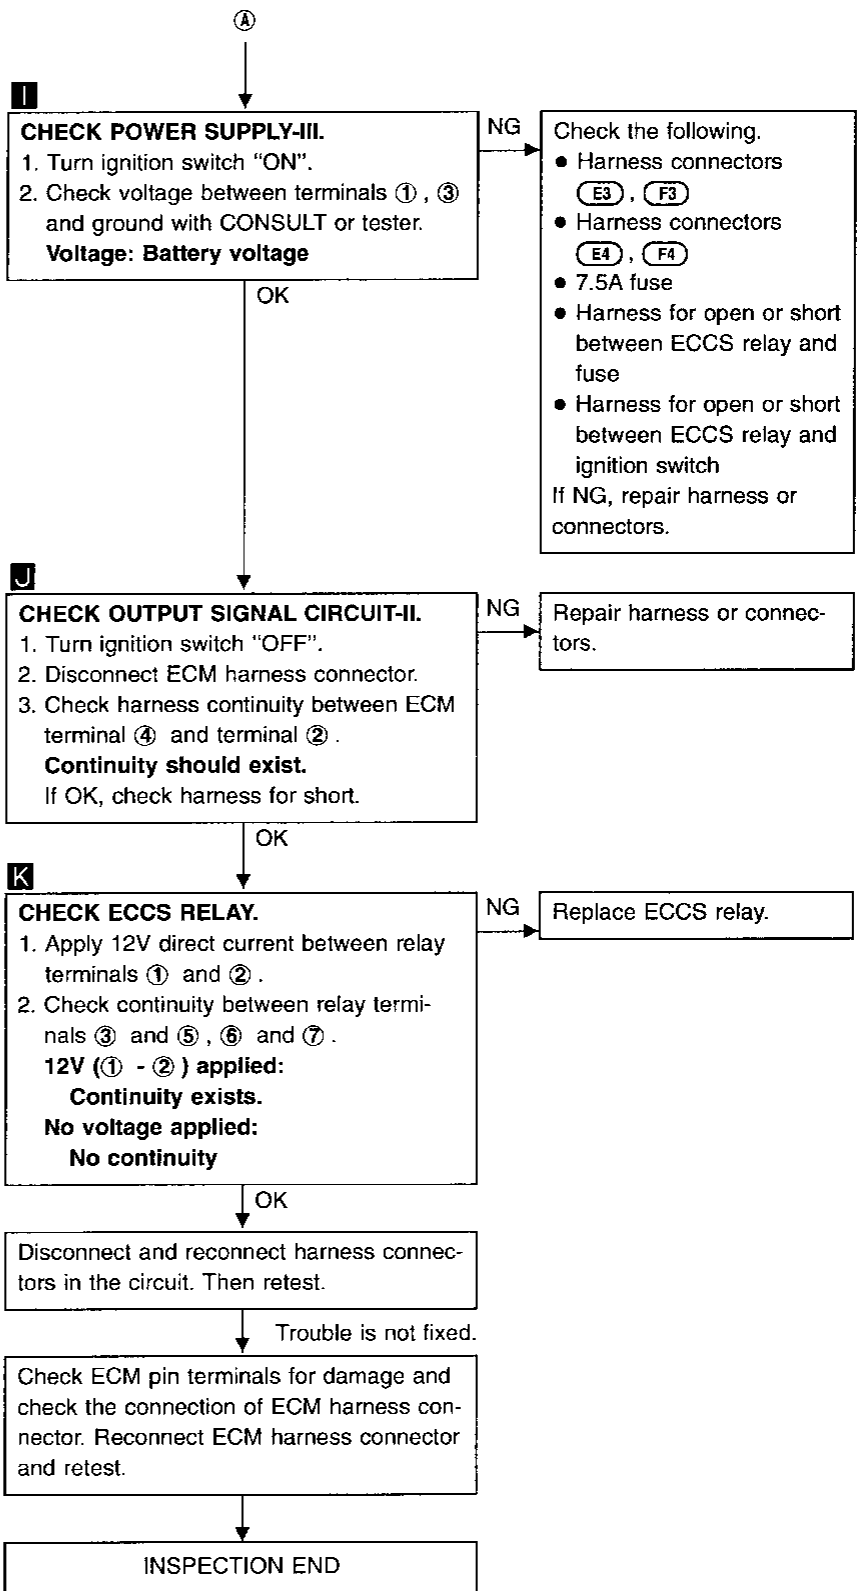 Ⓐ
I
CHECK POWER SUPPLY-III.
1. Turn ignition switch “ON”.
2. Check voltage between terminals ①, ③
and ground with CONSULT or tester.
Voltage: Battery voltage
NG
Check the following.
● Harness connectors
E3, F3
● Harness connectors
E4, F4
● 7.5A fuse
● Harness for open or short
between ECCS relay and
fuse
● Harness for open or short
between ECCS relay and
ignition switch
If NG, repair harness or
connectors.
OK
J
CHECK OUTPUT SIGNAL CIRCUIT-II.
1. Turn ignition switch “OFF”.
2. Disconnect ECM harness connector.
3. Check harness continuity between ECM
terminal ④ and terminal ②.
Continuity should exist.
If OK, check harness for short.
NG
Repair harness or connec-
tors.
OK
K
CHECK ECCS RELAY.
1. Apply 12V direct current between relay
terminals ① and ②.
2. Check continuity between relay termi-
nals ③ and ⑤, ⑥ and ⑦.
12V (① - ②) applied:
Continuity exists.
No voltage applied:
No continuity
NG
Replace ECCS relay.
OK
Disconnect and reconnect harness connec-
tors in the circuit. Then retest.
Trouble is not fixed.
Check ECM pin terminals for damage and
check the connection of ECM harness con-
nector. Reconnect ECM harness connector
and retest.
INSPECTION END